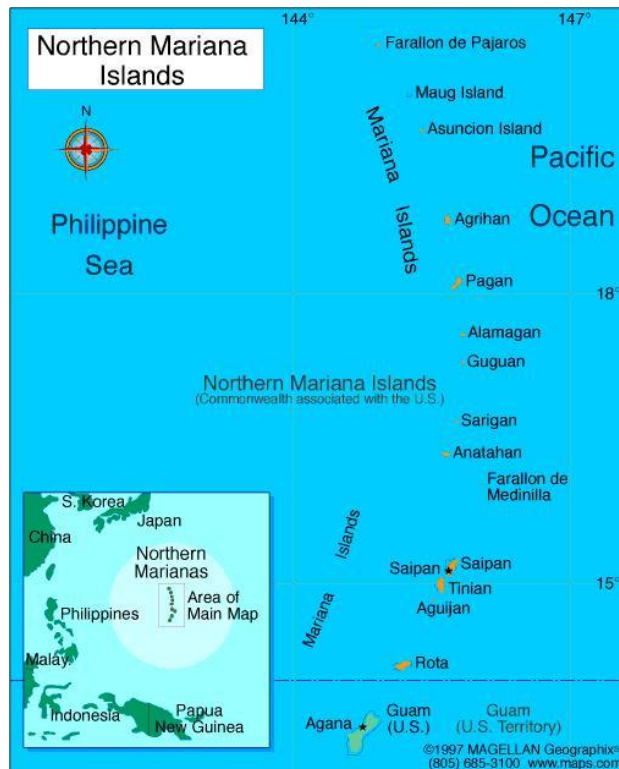 144°
147°
Northern Mariana
Islands
Farallon de Pajaros
N
Maug Island
Mariana
Asuncion Island
Pacific
Ocean
Philippine
Sea
Islands
Agrihan
Pagan
18°
Alamagan
Guguan
Northern Mariana Islands
(Commonwealth associated with the U.S.)
Sarigan
Anatahan
Farallon de
Medinilla
S. Korea
Japan
China
Northern
Marianas
Area of
Main Map
Philippines
Malay.
Indonesia
Papua
New Guinea
Islands
Mariana
Saipan
Saipan
15°
Tinian
Aguijan
Rota
Agana
Guam
(U.S.)
Guam
(U.S. Territory)
©1997 MAGELLAN Geographix®
(805) 685-3100 www.maps.com